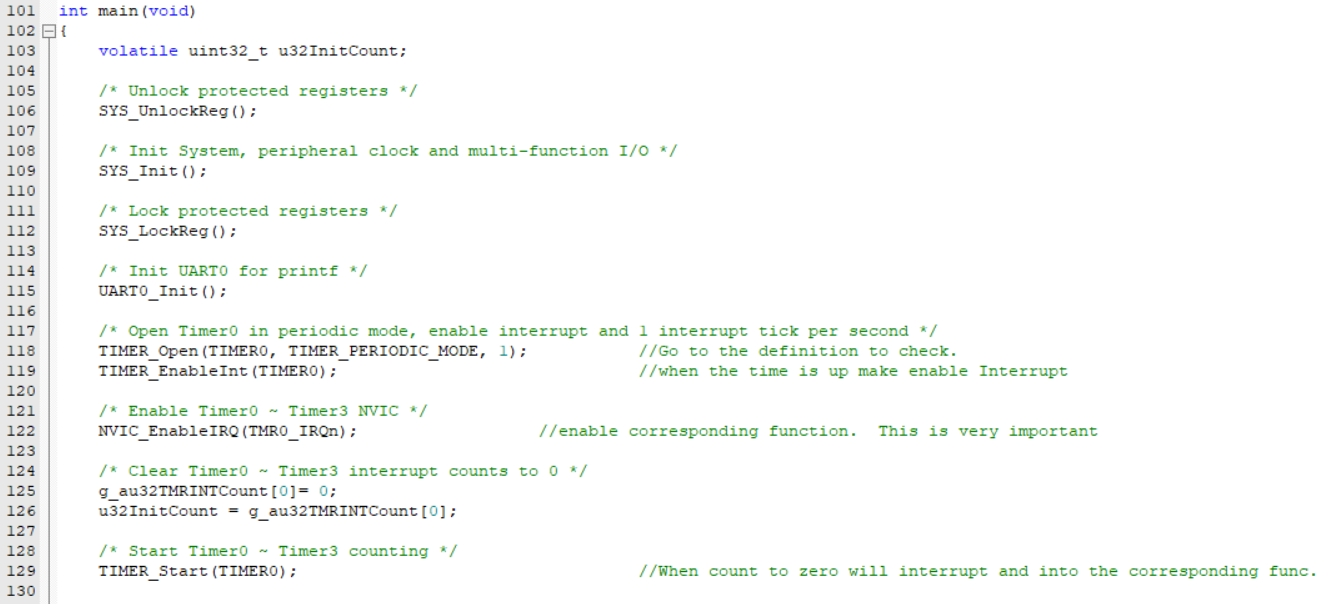 101 int main(void)
102 {
103 volatile uint32_t u32InitCount;
104
105 /* Unlock protected registers */
106 SYS_UnlockReg();
107
108 /* Init System, peripheral clock and multi-function I/O */
109 SYS_Init();
110
111 /* Lock protected registers */
112 SYS_LockReg();
113
114 /* Init UART0 for printf */
115 UART0_Init();
116
117 /* Open Timer0 in periodic mode, enable interrupt and 1 interrupt tick per second */
118 TIMER_Open(TIMER0, TIMER_PERIODIC_MODE, 1); //Go to the definition to check.
119 TIMER_EnableInt(TIMER0); //when the time is up make enable Interrupt
120
121 /* Enable Timer0 ~ Timer3 NVIC */
122 NVIC_EnableIRQ(TMR0_IRQn); //enable corresponding function. This is very important
123
124 /* Clear Timer0 ~ Timer3 interrupt counts to 0 */
125 g_au32TMRINTCount[0]= 0;
126 u32InitCount = g_au32TMRINTCount[0];
127
128 /* Start Timer0 ~ Timer3 counting */
129 TIMER_Start(TIMER0); //When count to zero will interrupt and into the corresponding func.
130